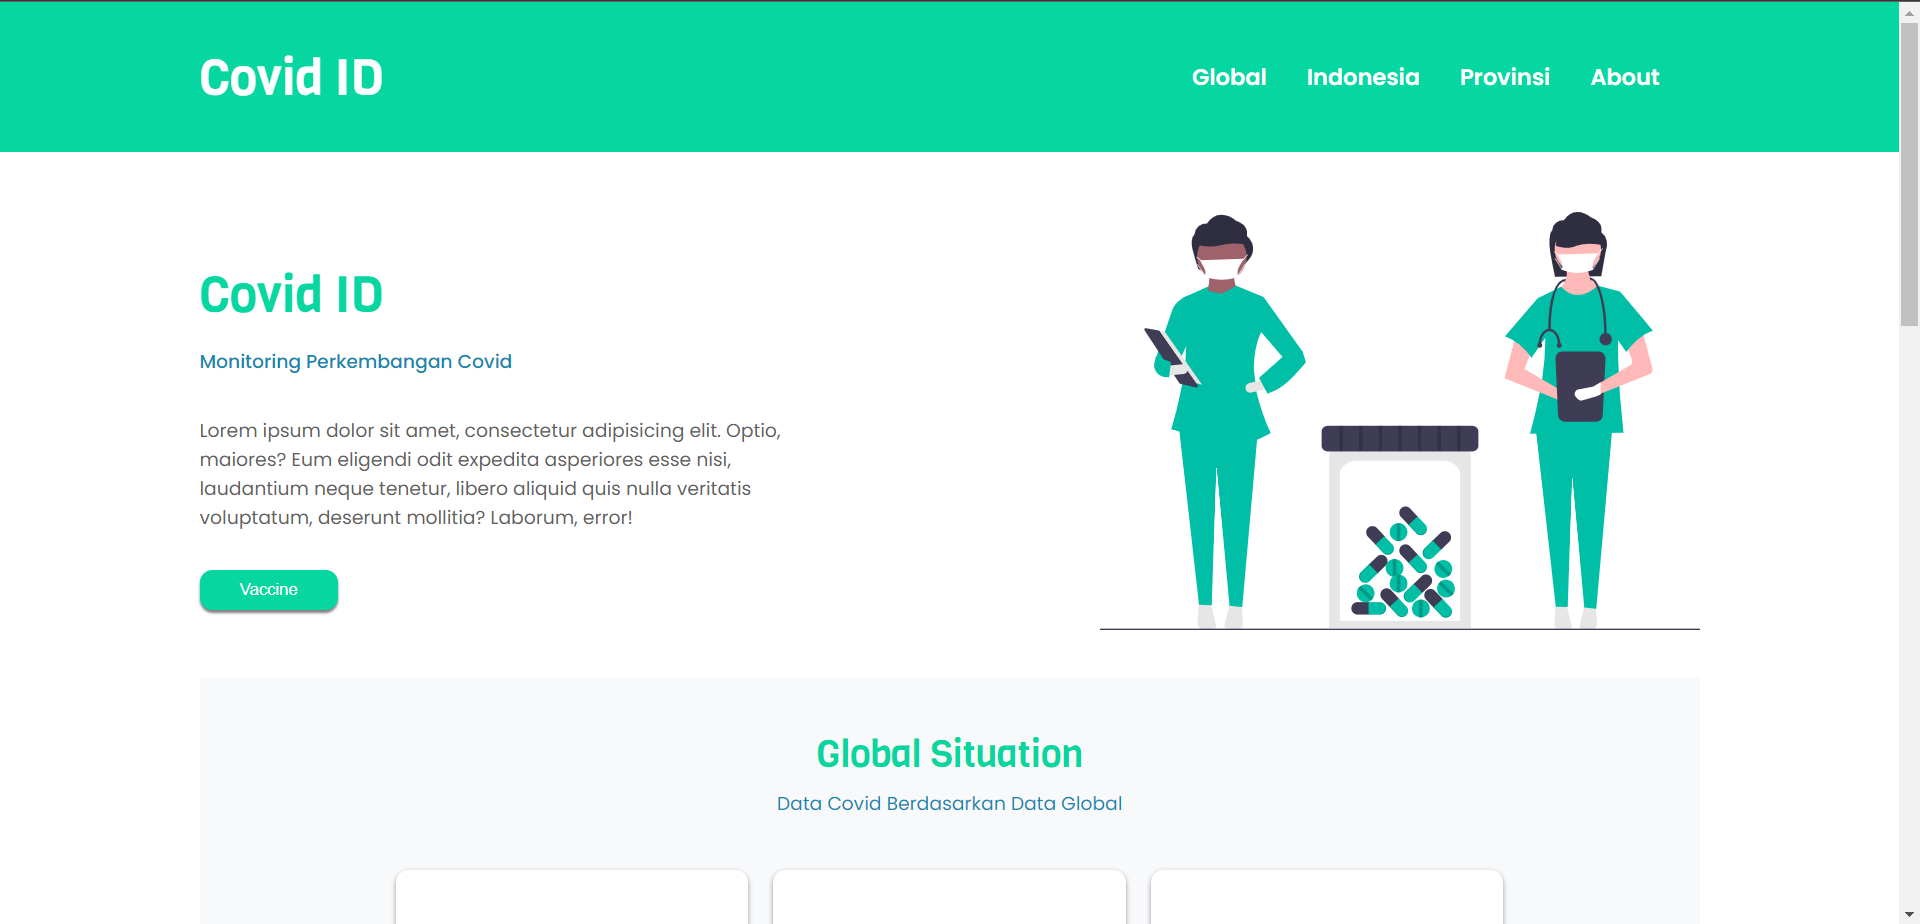 Covid ID
Global Indonesia Provinsi About
Covid ID
Monitoring Perkembangan Covid
Lorem ipsum dolor sit amet, consectetur adipisicing elit. Optio,
maiores? Eum eligendi odit expedita asperiores esse nisi,
laudantium neque tenetur, libero aliquid quis nulla veritatis
voluptatum, deserunt mollitia? Laborum, error!
Vaccine
Global Situation
Data Covid Berdasarkan Data Global